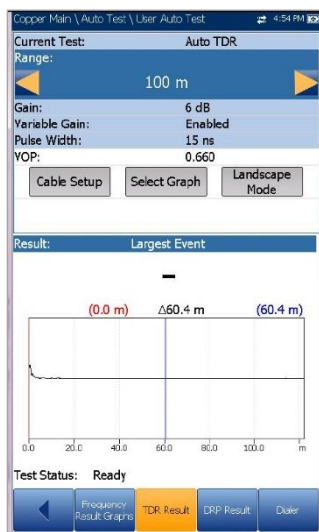 Copper Main \ Auto Test \ User Auto Test 4:54 PM
Current Test: Auto TDR
Range:
100 m
Gain: 6 dB
Variable Gain: Enabled
Pulse Width: 15 ns
VOP: 0.660
Cable Setup Select Graph Landscape Mode
Result: Largest Event
–
(0.0 m) Δ60.4 m (60.4 m)
0.0 20.0 40.0 60.0 80.0 100.0 m
Test Status: Ready
Frequency Result Graphs TDR Result DRP Result Dialer